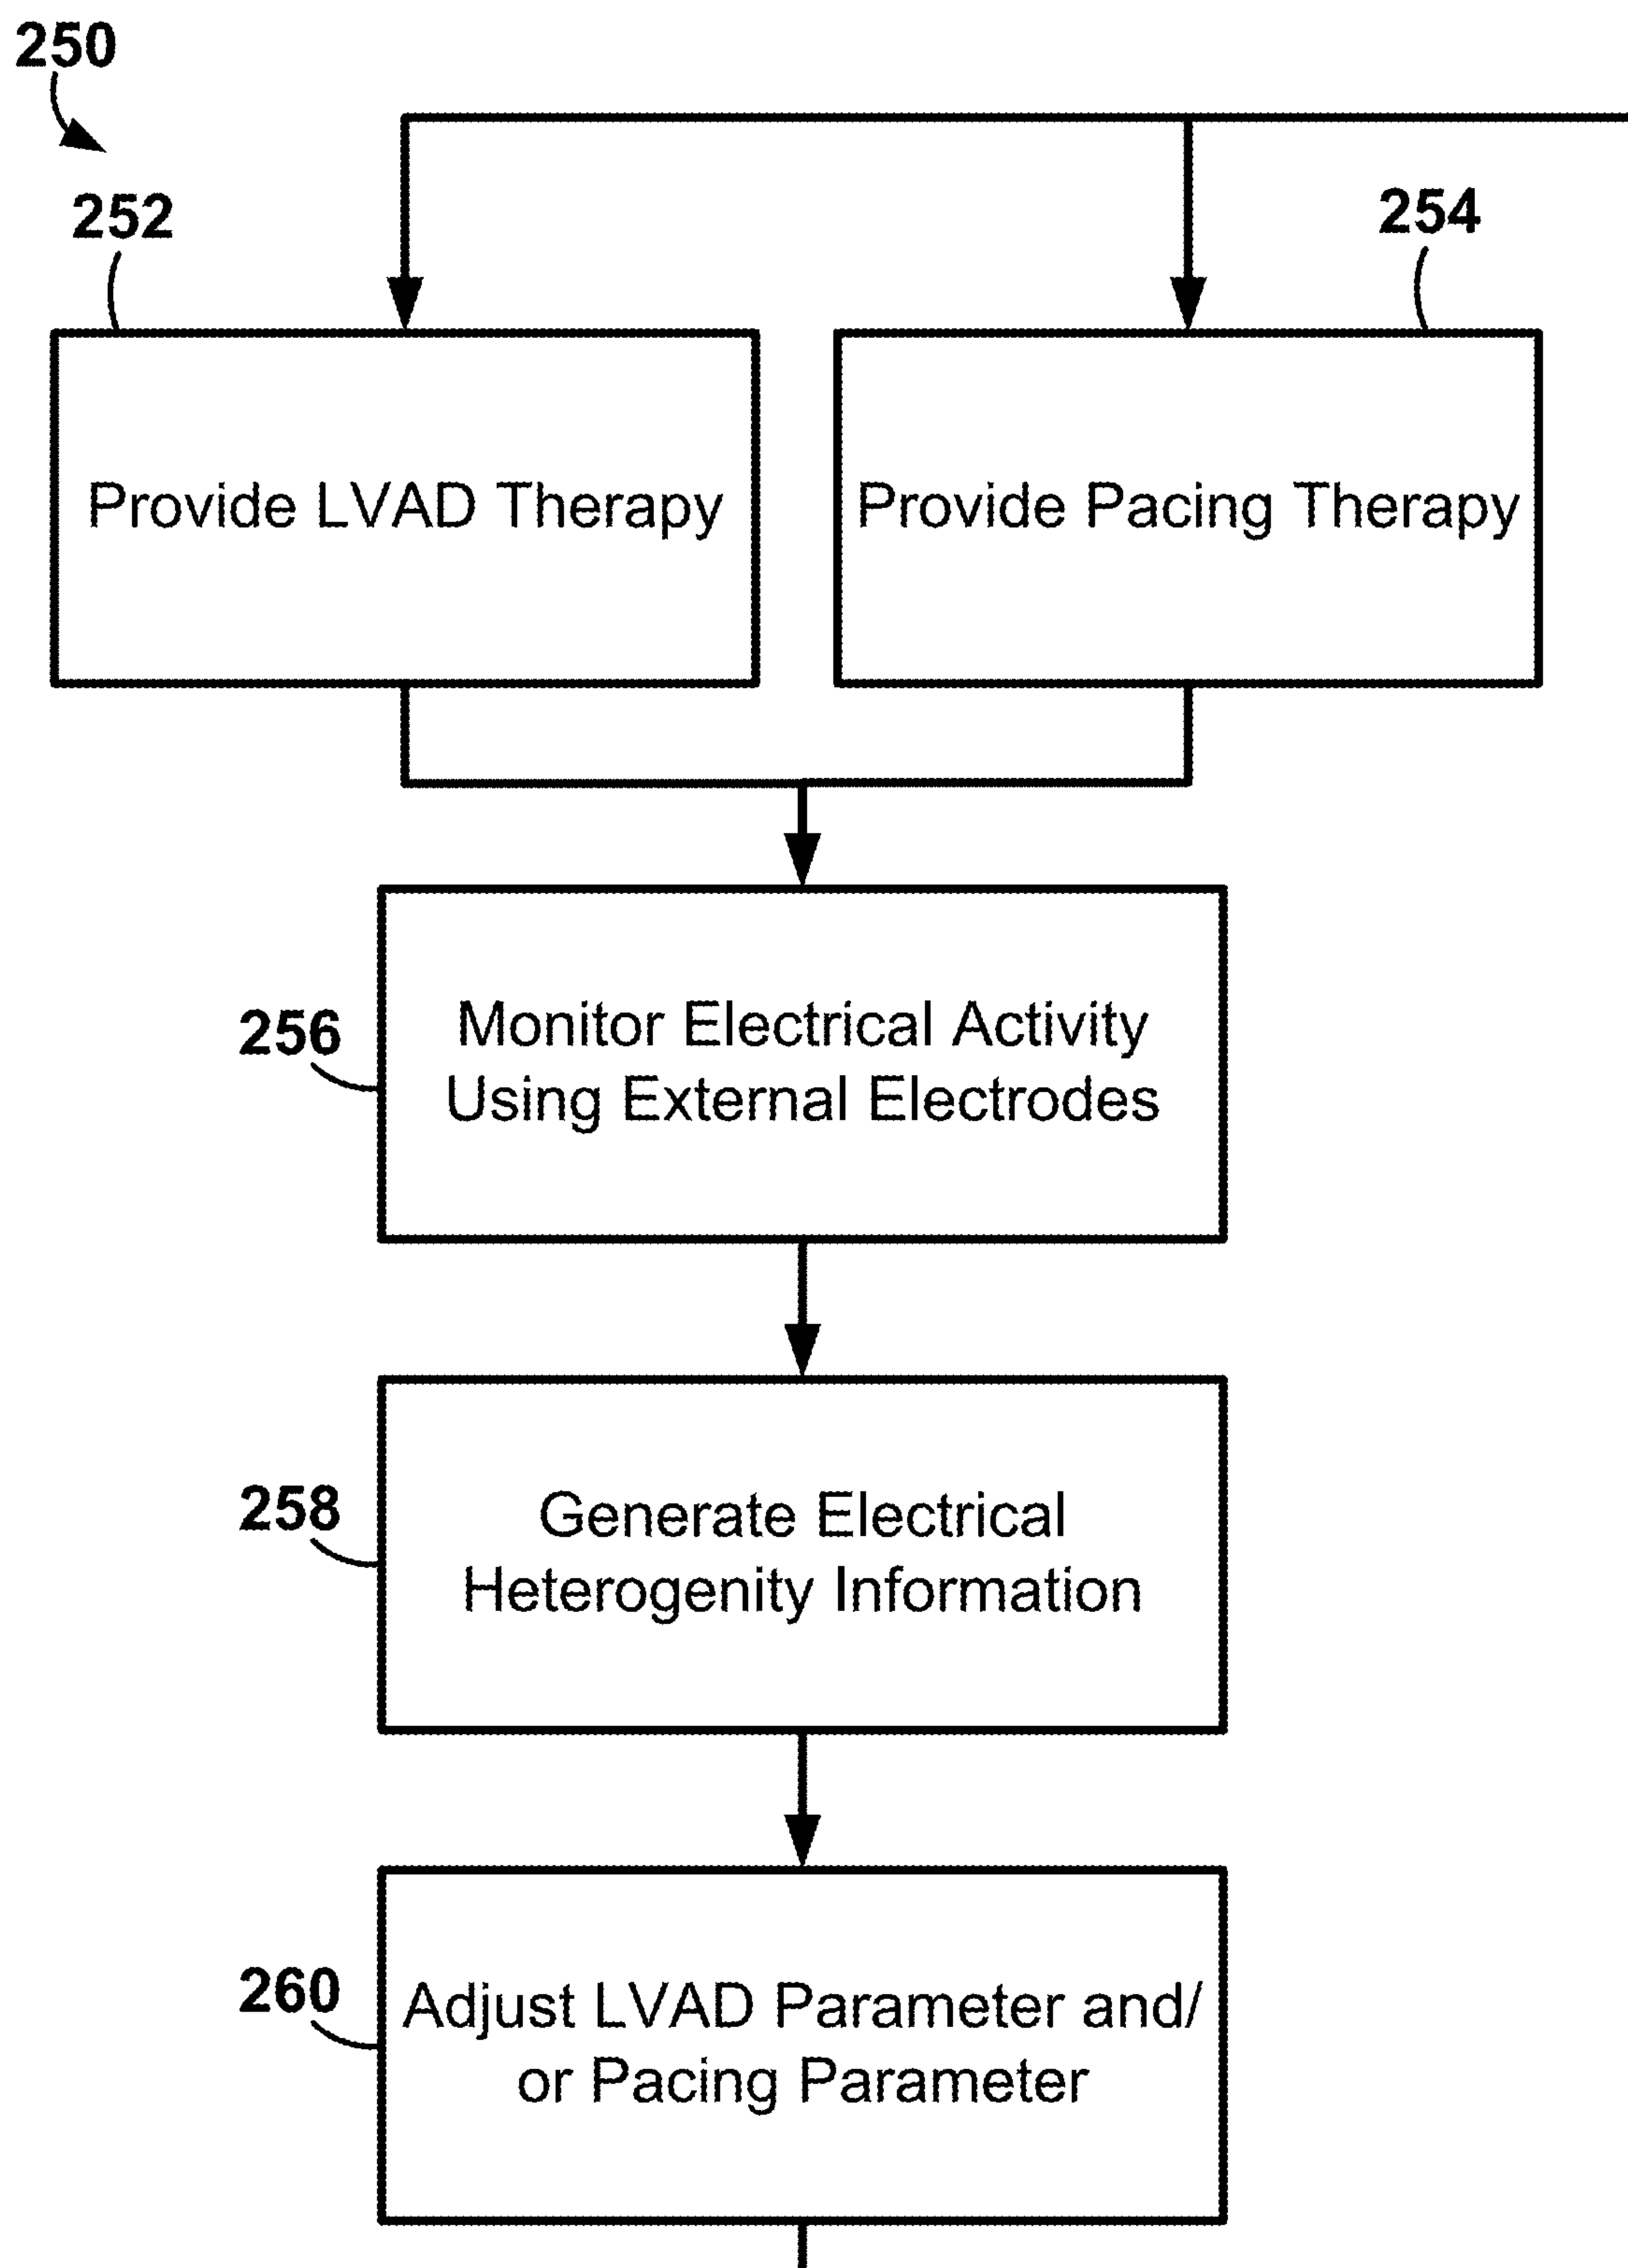 250
252
254
Provide LVAD Therapy
Provide Pacing Therapy
256
Monitor Electrical Activity
Using External Electrodes
258
Generate Electrical
Heterogenity Information
260
Adjust LVAD Parameter and/
or Pacing Parameter